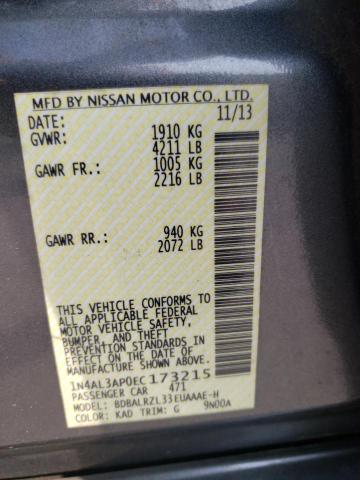 MFD BY NISSAN MOTOR CO., LTD.
DATE: 11/13
GVWR: 1910 KG
4211 LB
GAWR FR.: 1005 KG
2216 LB
GAWR RR.: 940 KG
2072 LB
THIS VEHICLE CONFORMS TO
ALL APPLICABLE FEDERAL
MOTOR VEHICLE SAFETY,
BUMPER, AND THEFT
PREVENTION STANDARDS IN
EFFECT ON THE DATE OF
MANUFACTURE SHOWN ABOVE.
1N4AL3AP0EC173215
PASSENGER CAR 471
MODEL: BDBALRZL33EUAAAE-H
COLOR: KAD TRIM: G 9N00A